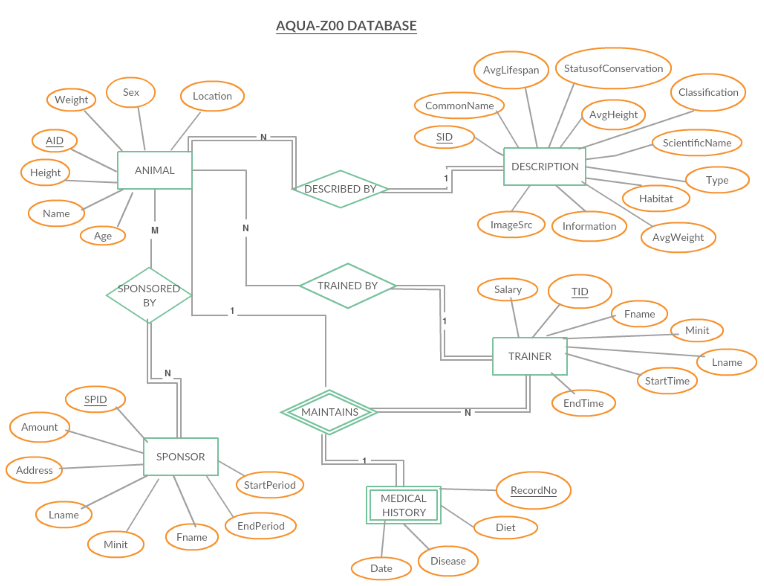 AQUA-Z00 DATABASE
AvgLifespan
StatusofConservation
Classification
Weight
Sex
Location
CommonName
AvgHeight
AID
SID
ScientificName
N
ANIMAL
DESCRIPTION
Height
DESCRIBED BY
1
Type
Habitat
Name
Age
M
N
ImageSrc
Information
AvgWeight
SPONSORED
BY
TRAINED BY
Salary
TID
Fname
1
1
Minit
TRAINER
Lname
N
StartTime
SPID
MAINTAINS
N
EndTime
Amount
SPONSOR
1
Address
StartPeriod
RecordNo
MEDICAL
HISTORY
Lname
EndPeriod
Diet
Minit
Fname
Disease
Date